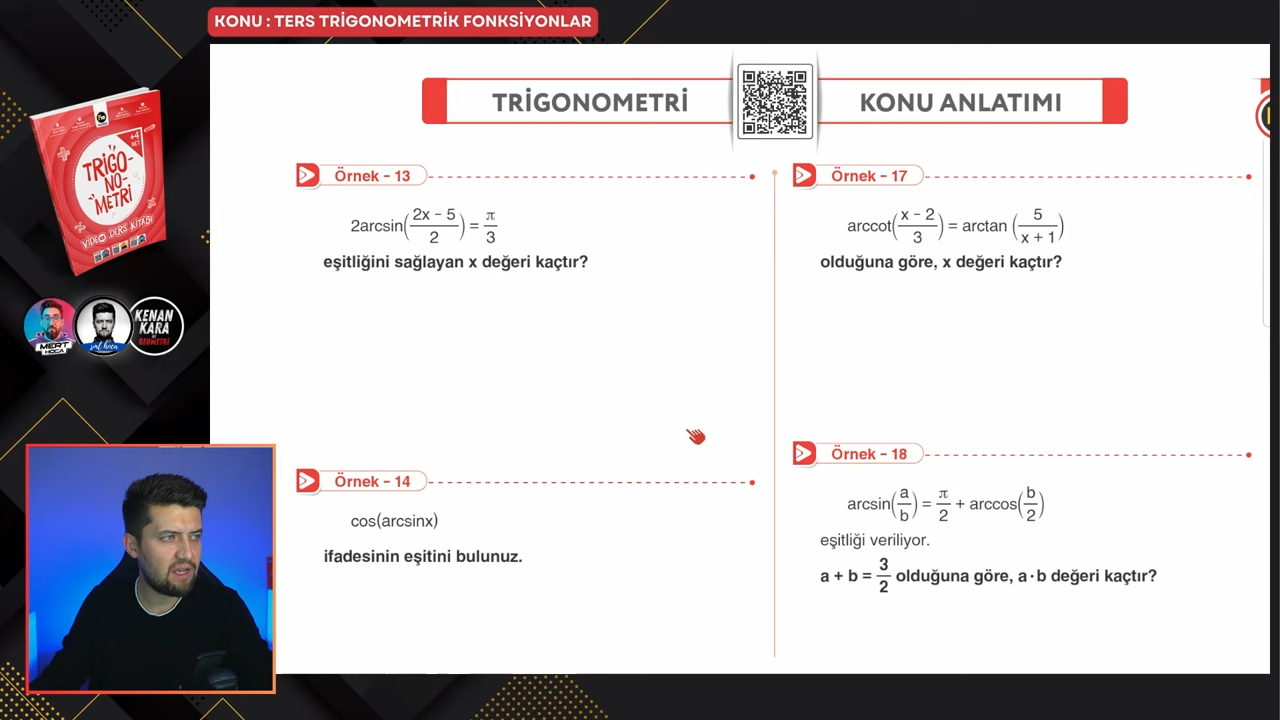 KONU : TERS TRİGONOMETRİK FONKSİYONLAR
TRİGONOMETRİ
KONU ANLATIMI
+4 NET
TRİGO-
NO-
METRİ
VİDEO DERS KİTABI
MERT HOCA
KENAN KARA
GEOMETRİ
Örnek – 13
2arcsin((2x – 5)/2) = π/3
eşitliğini sağlayan x değeri kaçtır?
Örnek – 14
cos(arcsinx)
ifadesinin eşitini bulunuz.
Örnek – 17
arccot((x – 2)/3) = arctan (5/(x + 1))
olduğuna göre, x değeri kaçtır?
Örnek – 18
arcsin(a/b) = π/2 + arccos(b/2)
eşitliği veriliyor.
a + b = 3/2 olduğuna göre, a·b değeri kaçtır?